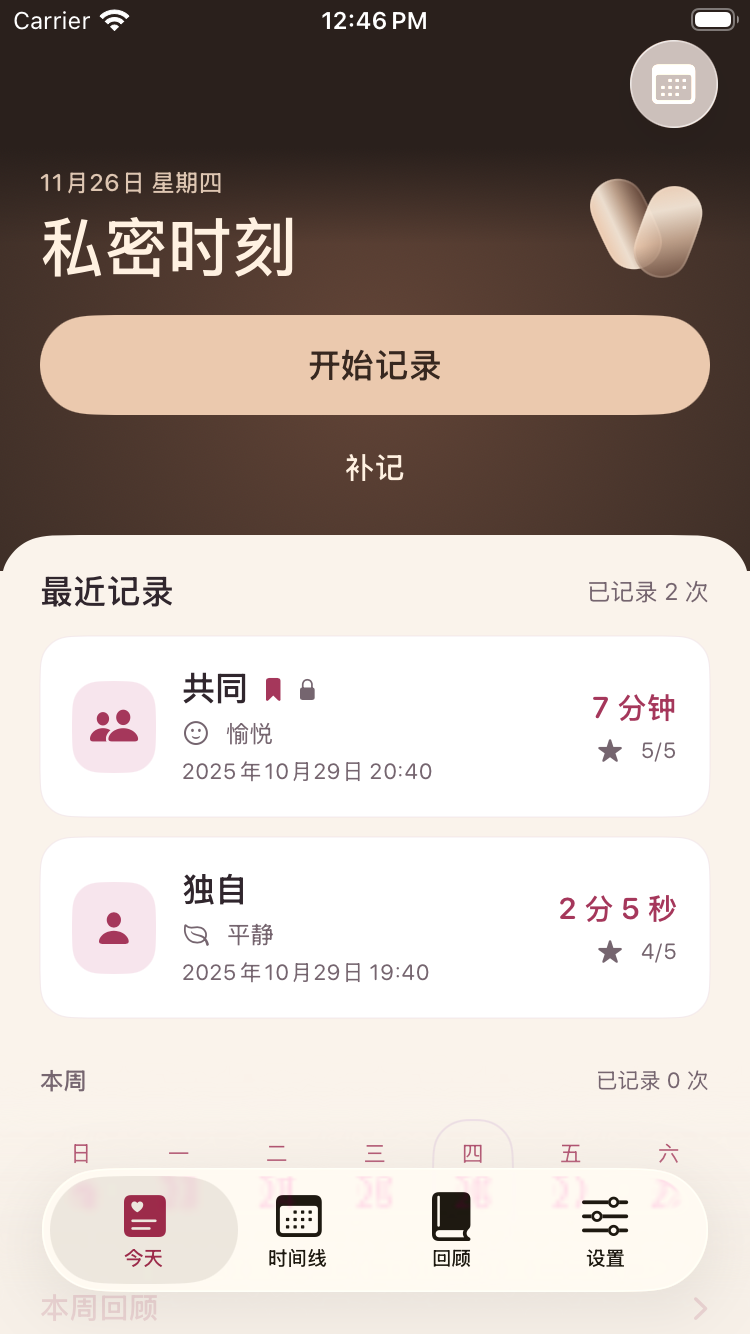 Carrier 12:46 PM
11月26日 星期四
私密时刻
开始记录
补记
最近记录 已记录 2 次
共同
愉悦
2025年10月29日 20:40
7 分钟
5/5
独自
平静
2025年10月29日 19:40
2 分 5 秒
4/5
本周 已记录 0 次
日 一 二 三 四 五 六
今天 时间线 回顾 设置
本周回顾